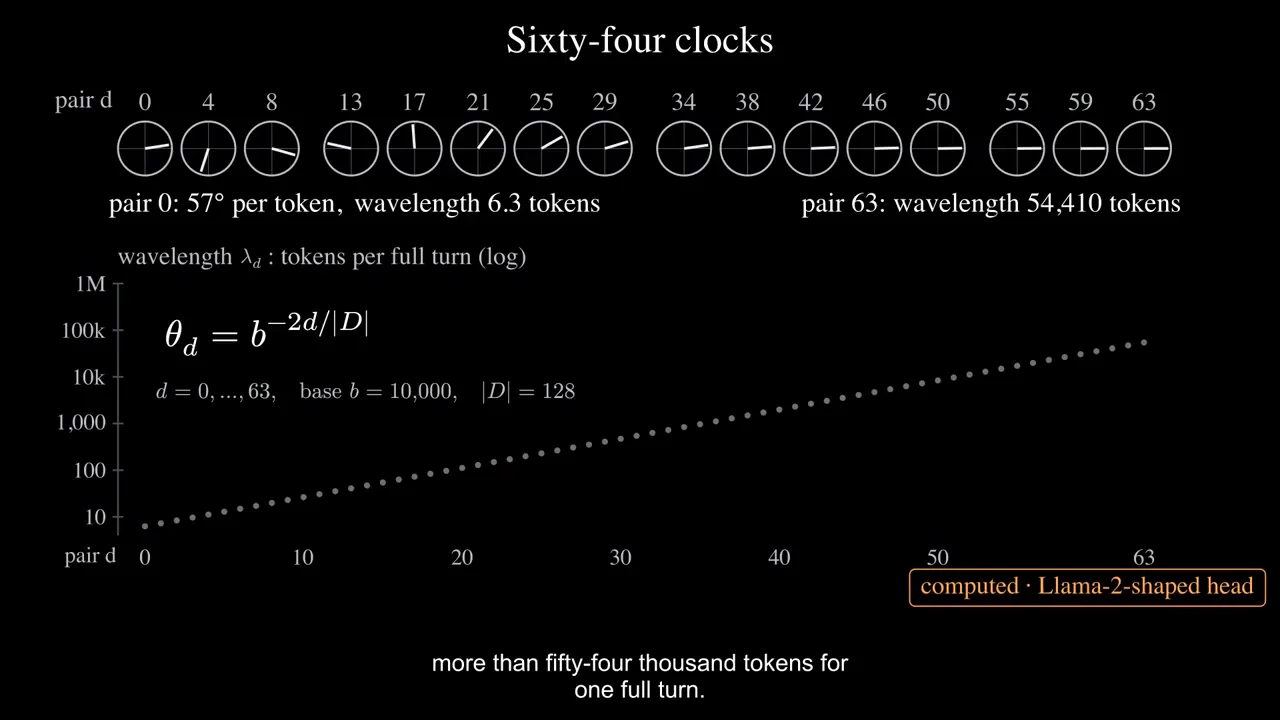 Sixty-four clocks
pair d 0 4 8 13 17 21 25 29 34 38 42 46 50 55 59 63
pair 0: 57° per token, wavelength 6.3 tokens
pair 63: wavelength 54,410 tokens
wavelength λ_d : tokens per full turn (log)
1M
θ_d = b^{−2d/|D|}
100k
10k
d = 0, ..., 63, base b = 10,000, |D| = 128
1,000
100
10
pair d 0 10 20 30 40 50 63
computed · Llama-2-shaped head
more than fifty-four thousand tokens for
one full turn.